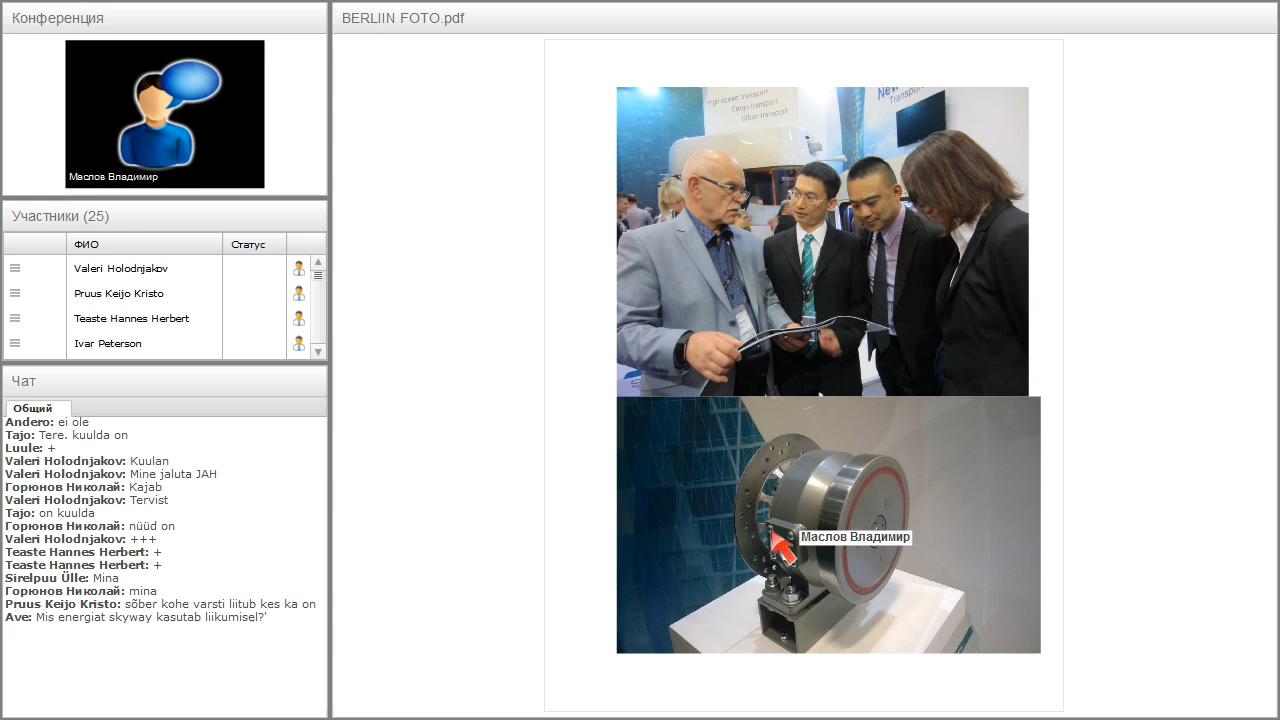 Конференция
Маслов Владимир
Участники (25)
ФИО
Статус
Valeri Holodnjakov
Pruus Keijo Kristo
Teaste Hannes Herbert
Ivar Peterson
Чат
Общий
Andero: ei ole
Tajo: Tere. kuulda on
Luule: +
Valeri Holodnjakov: Kuulan
Valeri Holodnjakov: Mine jaluta JAH
Горюнов Николай: Kajab
Valeri Holodnjakov: Tervist
Tajo: on kuulda
Горюнов Николай: nüüd on
Valeri Holodnjakov: +++
Teaste Hannes Herbert: +
Teaste Hannes Herbert: +
Sirelpuu Ülle: Mina
Горюнов Николай: mina
Pruus Keijo Kristo: sõber kohe varsti liitub kes ka on
Ave: Mis energiat skyway kasutab liikumisel?'
BERLIIN FOTO.pdf
High-speed transport
Cargo transport
Urban transport
New
Transport
Маслов Владимир